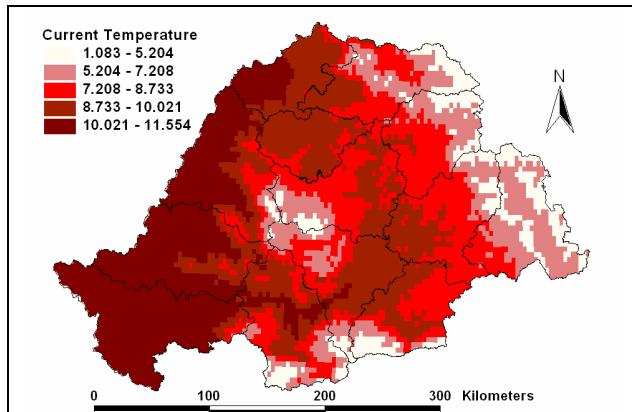 Current Temperature
1.083 - 5.204
5.204 - 7.208
7.208 - 8.733
8.733 - 10.021
10.021 - 11.554
N
0 100 200 300 Kilometers